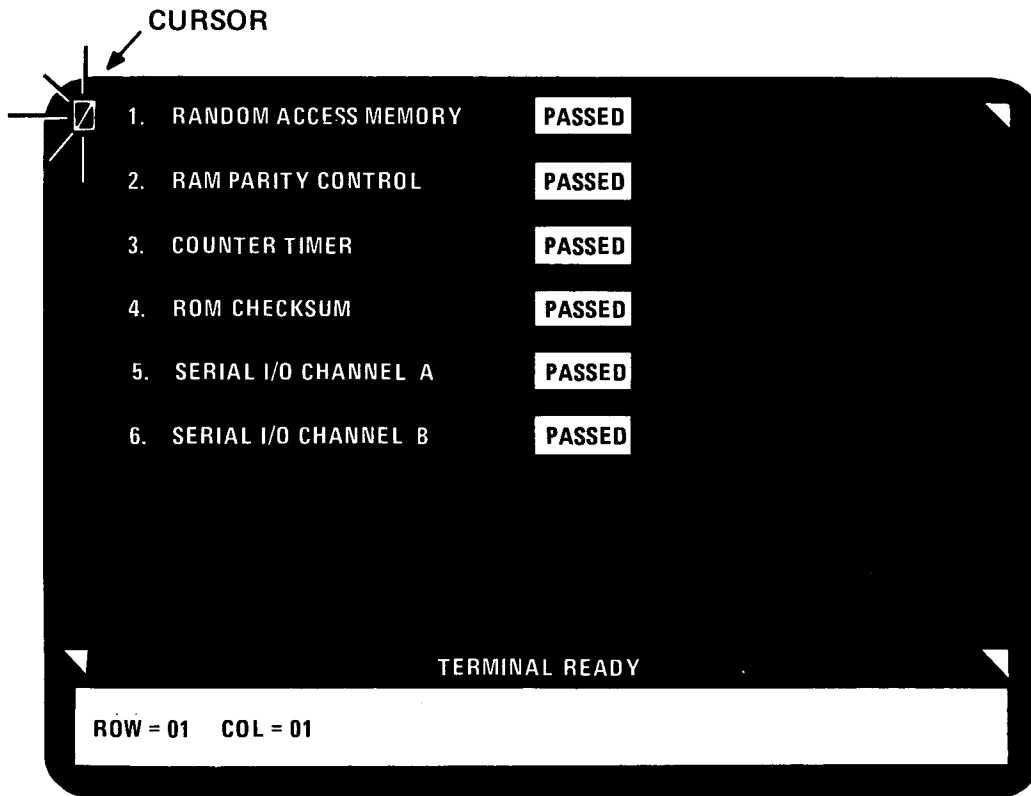 CURSOR
1. RANDOM ACCESS MEMORY PASSED
2. RAM PARITY CONTROL PASSED
3. COUNTER TIMER PASSED
4. ROM CHECKSUM PASSED
5. SERIAL I/O CHANNEL A PASSED
6. SERIAL I/O CHANNEL B PASSED
TERMINAL READY
ROW = 01 COL = 01